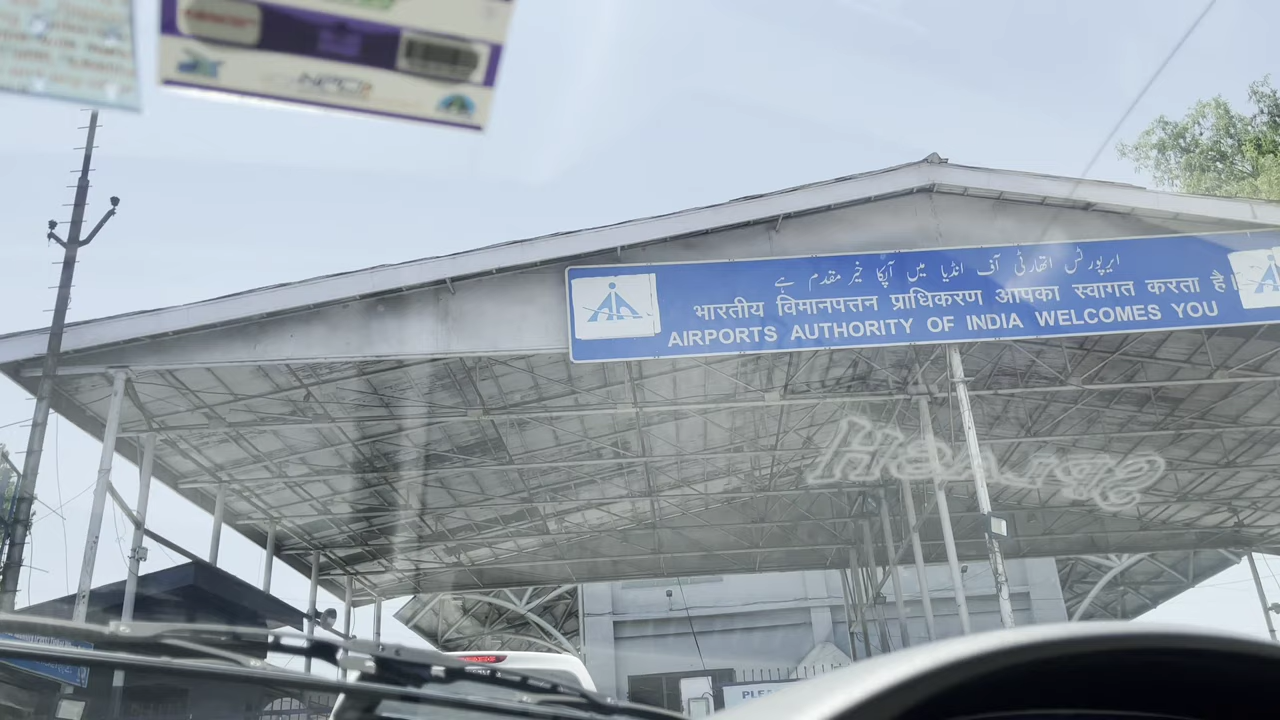 NPCI
ایرپورٹس اتھارٹی آف انڈیا میں آپکا خیر مقدم ہے
भारतीय विमानपत्तन प्राधिकरण आपका स्वागत करता है।
AIRPORTS AUTHORITY OF INDIA WELCOMES YOU